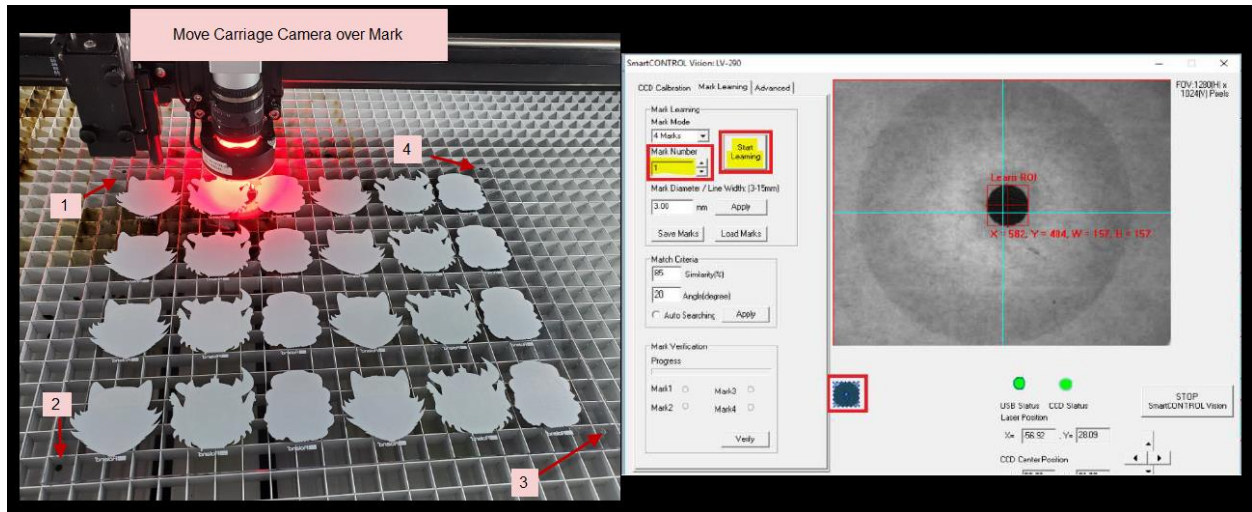 Move Carriage Camera over Mark
1
4
2
3
SmartCONTROL Vision: LV-290
CCD Calibration Mark Learning Advanced
Mark Learning
Mark Mode
4 Marks
Mark Number
1
Start
Learning
Mark Diameter / Line Width: (3-15mm)
3.00 mm Apply
Save Marks Load Marks
Match Criteria
85 Similarity(%)
20 Angle(degree)
Auto Searching Apply
Mark Verification
Progress
Mark1 Mark3
Mark2 Mark4
Verify
FOV:1280(H) x
1024(V) Pixels
Learn ROI
X = 582, Y = 484, W = 157, H = 157
USB Status CCD Status
Laser Position
X= 56.92 , Y= 28.09
CCD Center Position
STOP
SmartCONTROL Vision